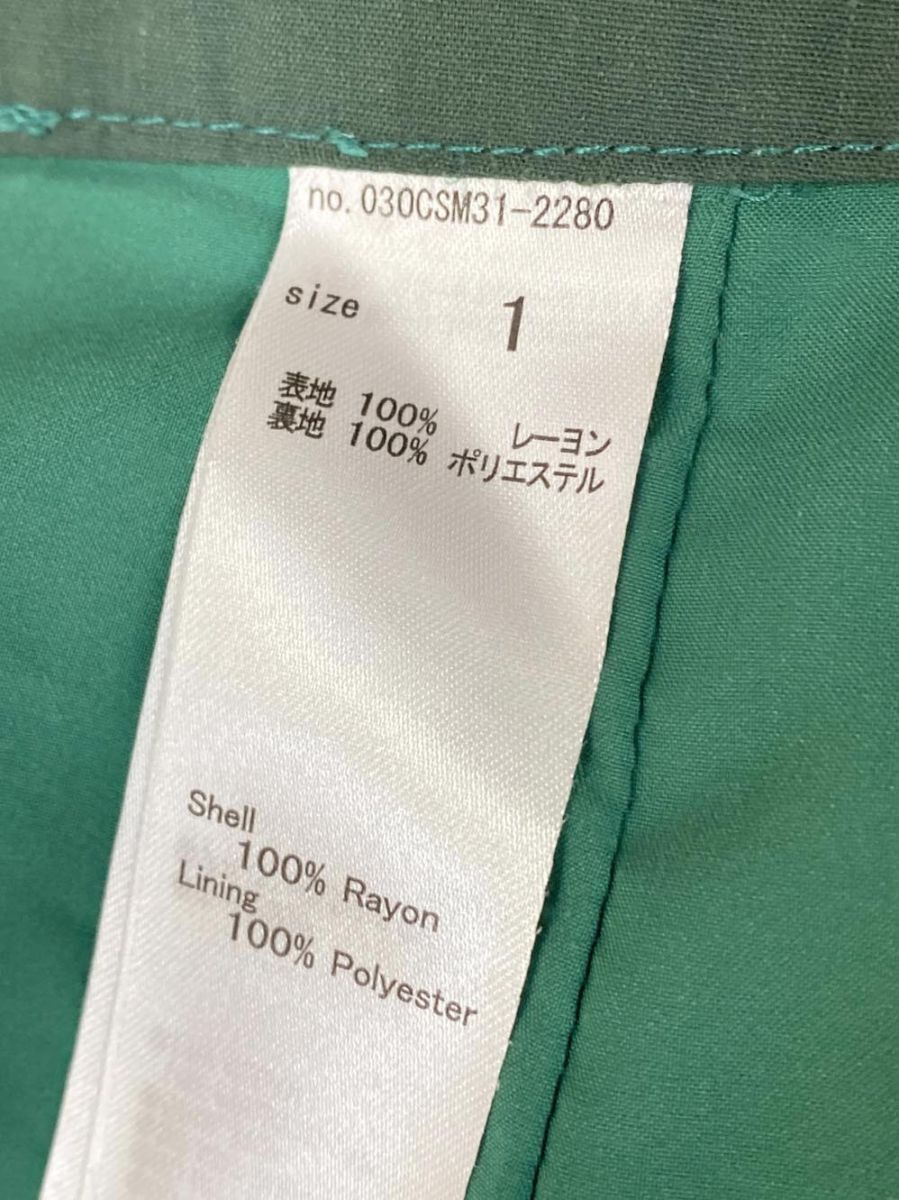 no.030CSM31-2280
size 1
表地 100% レーヨン
裏地 100% ポリエステル
Shell
100% Rayon
Lining
100% Polyester